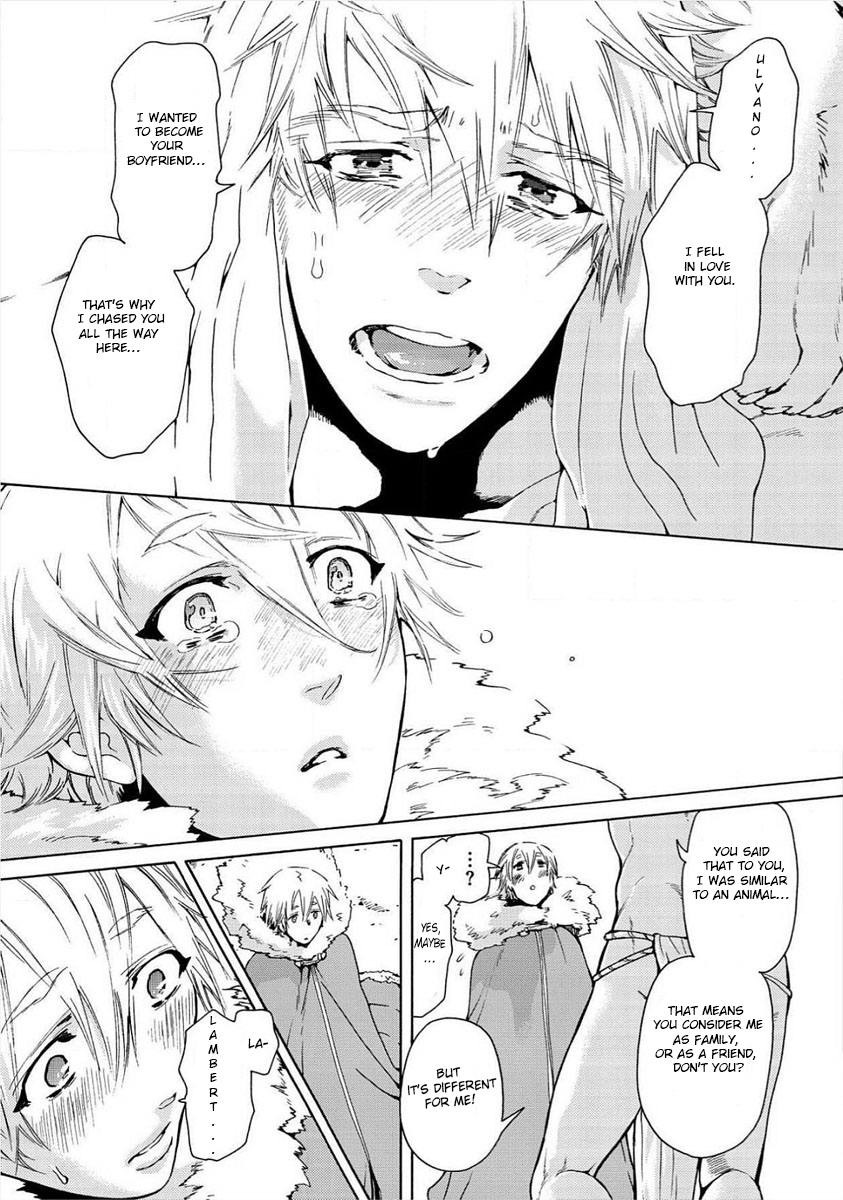 ULVANO...
I FELL
IN LOVE
WITH YOU.
I WANTED
TO BECOME
YOUR
BOYFRIEND...
THAT'S WHY
I CHASED YOU
ALL THE WAY
HERE...
YOU SAID
THAT TO YOU,
I WAS SIMILAR
TO AN ANIMAL...
THAT MEANS
YOU CONSIDER ME
AS FAMILY,
OR AS A FRIEND,
DON'T YOU?
...?
Y-
YES,
MAYBE
...
BUT
IT'S DIFFERENT
FOR ME!
LA-
LAMBERT....